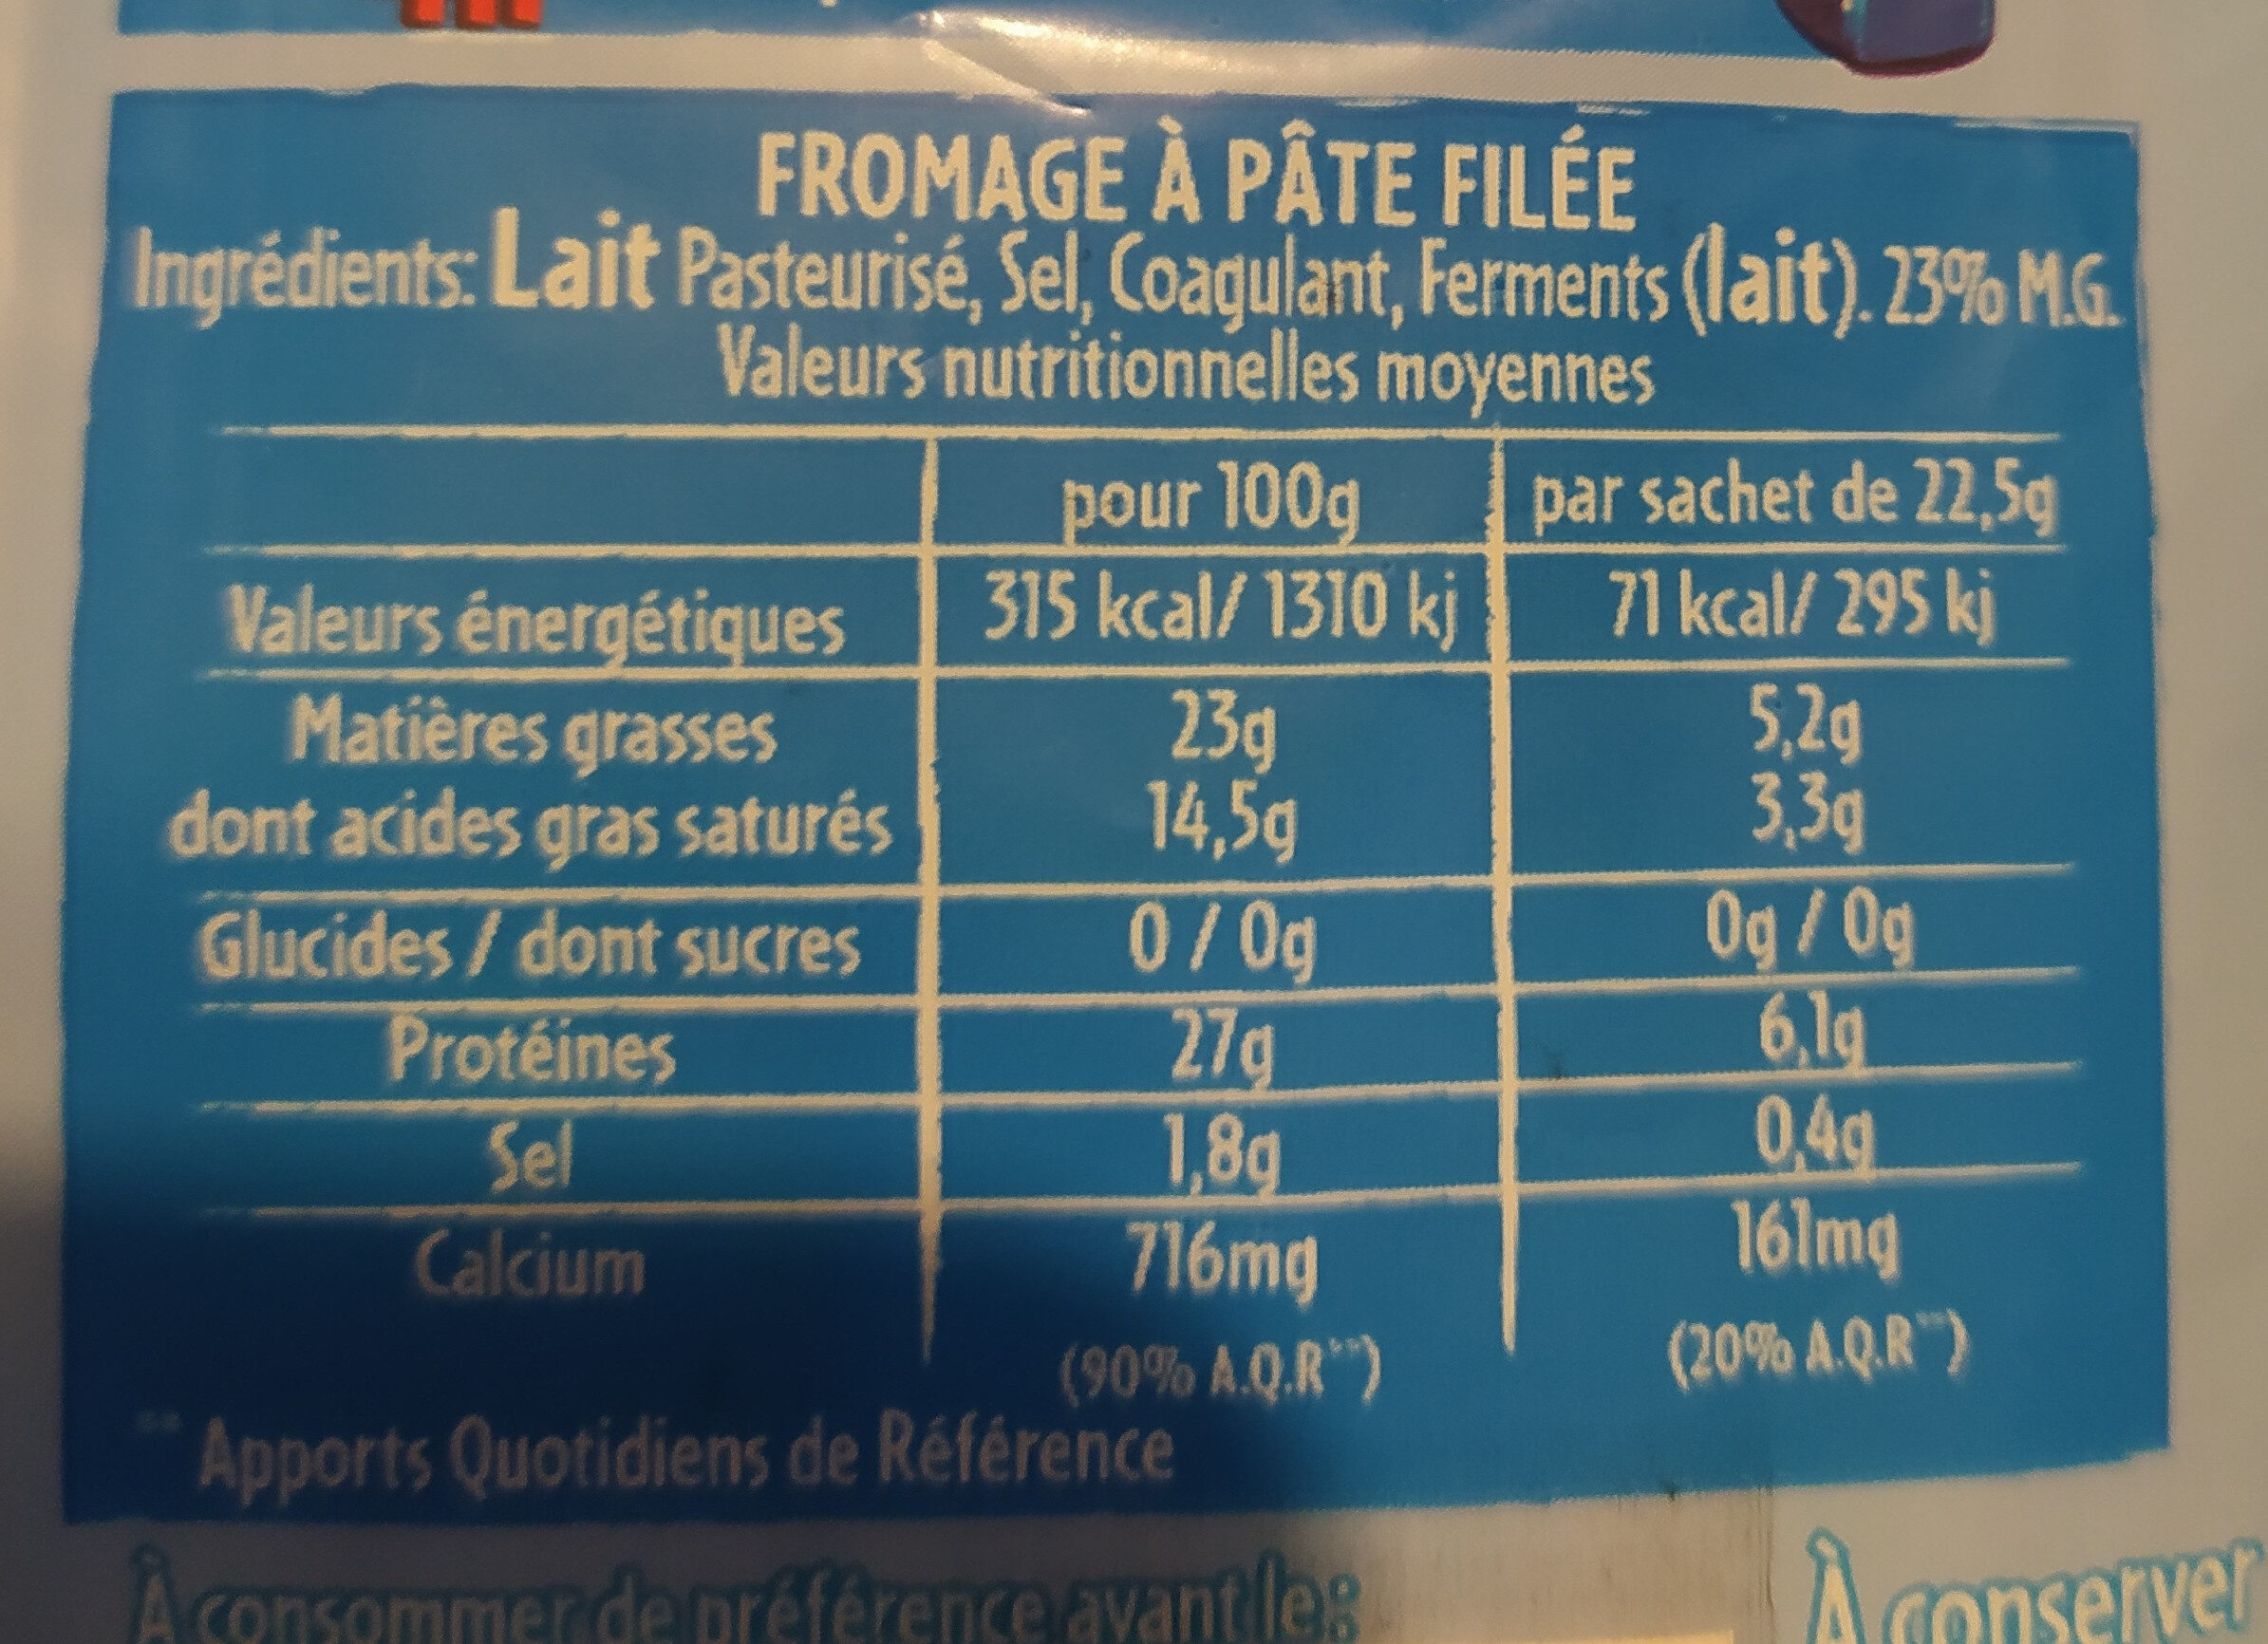 FROMAGE À PÂTE FILÉE
Ingrédients: Lait Pasteurisé, Sel, Coagulant, Ferments (lait). 23% M.G.
Valeurs nutritionnelles moyennes
pour 100g par sachet de 22,5g
Valeurs énergétiques 315 kcal/ 1310 kj 71 kcal/ 295 kj
Matières grasses 23g 5,2g
dont acides gras saturés 14,5g 3,3g
Glucides / dont sucres 0 / 0g 0g / 0g
Protéines 27g 6,1g
Sel 1,8g 0,4g
Calcium 716mg 161mg
(90% A.Q.R**) (20% A.Q.R**)
** Apports Quotidiens de Référence
À consommer de préférence avant le: À conserver